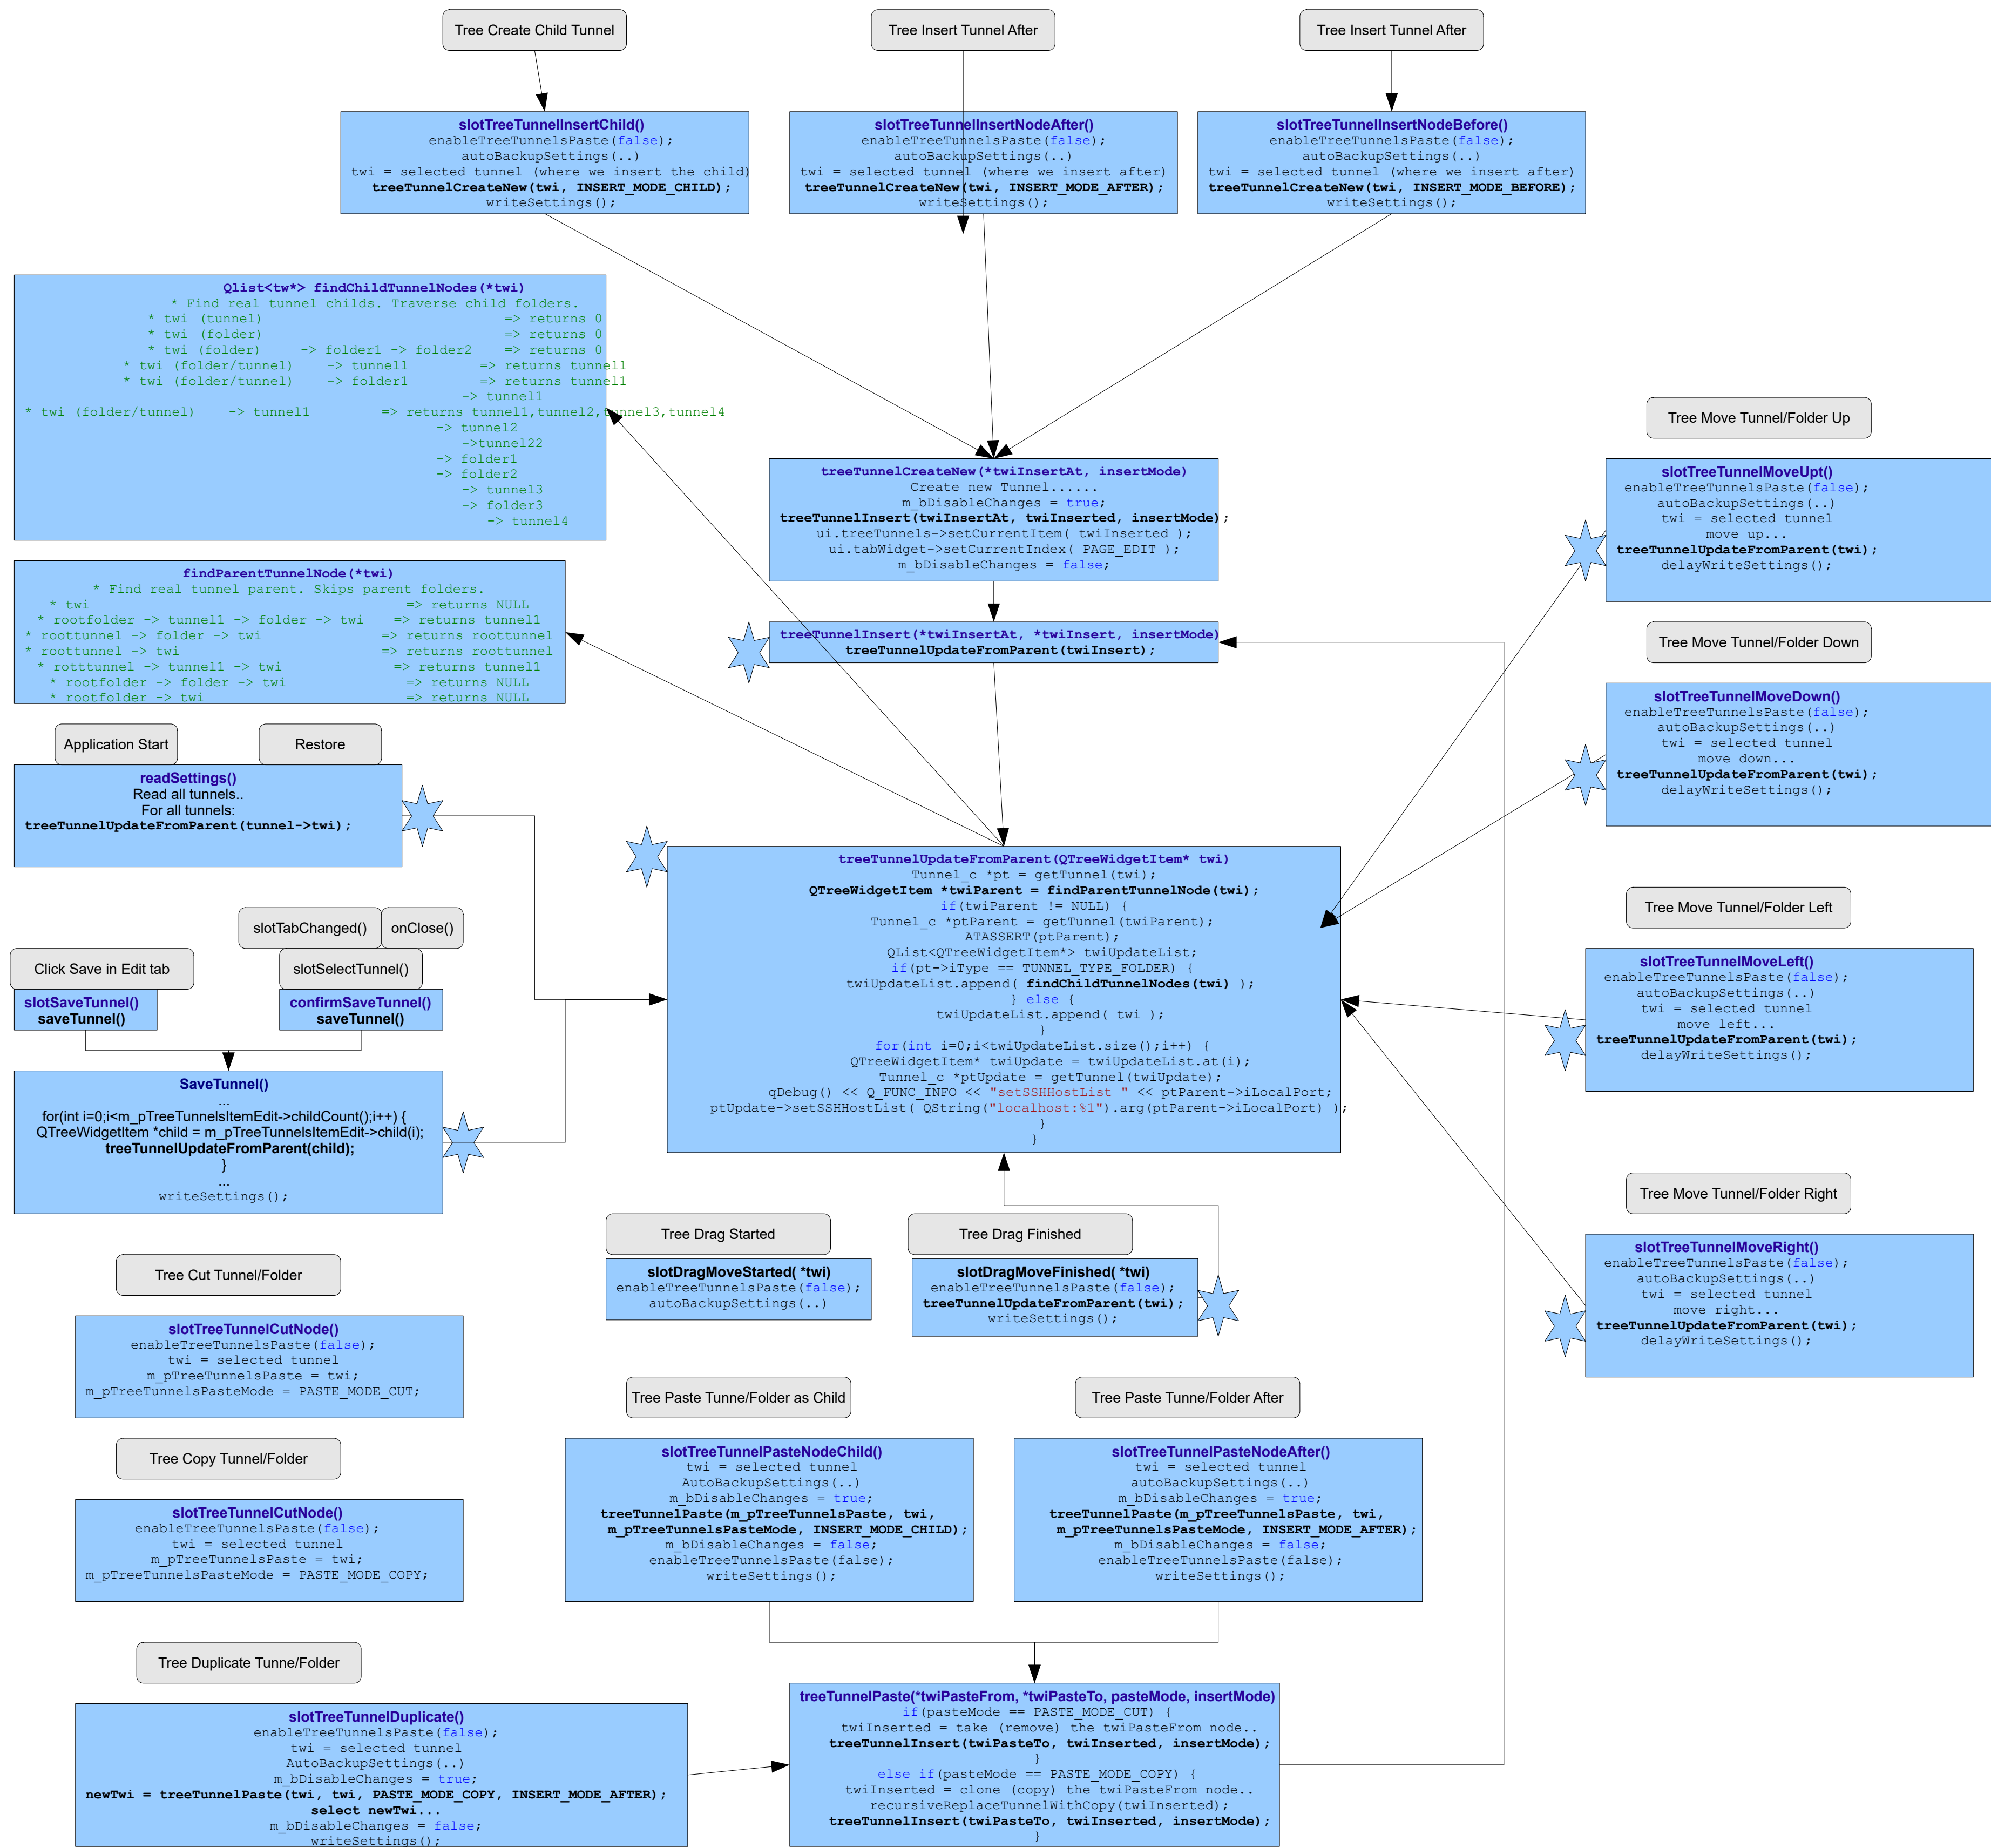 Tree Create Child Tunnel
Tree Insert Tunnel After
Tree Insert Tunnel After
slotTreeTunnelInsertChild()
enableTreeTunnelsPaste(false);
autoBackupSettings(..)
twi = selected tunnel (where we insert the child)
treeTunnelCreateNew(twi, INSERT_MODE_CHILD);
writeSettings();
slotTreeTunnelInsertNodeAfter()
enableTreeTunnelsPaste(false);
autoBackupSettings(..)
twi = selected tunnel (where we insert after)
treeTunnelCreateNew(twi, INSERT_MODE_AFTER);
writeSettings();
slotTreeTunnelInsertNodeBefore()
enableTreeTunnelsPaste(false);
autoBackupSettings(..)
twi = selected tunnel (where we insert after)
treeTunnelCreateNew(twi, INSERT_MODE_BEFORE);
writeSettings();
Qlist<tw*> findChildTunnelNodes(*twi)
* Find real tunnel childs. Traverse child folders.
* twi (tunnel) => returns 0
* twi (folder) => returns 0
* twi (folder) -> folder1 -> folder2 => returns 0
* twi (folder/tunnel) -> tunnel1 => returns tunnel1
* twi (folder/tunnel) -> folder1 => returns tunnel1
-> tunnel1
* twi (folder/tunnel) -> tunnel1 => returns tunnel1,tunnel2,tunnel3,tunnel4
-> tunnel2
->tunnel22
-> folder1
-> folder2
-> tunnel3
-> folder3
-> tunnel4
treeTunnelCreateNew(*twiInsertAt, insertMode)
Create new Tunnel......
m_bDisableChanges = true;
treeTunnelInsert(twiInsertAt, twiInserted, insertMode);
ui.treeTunnels->setCurrentItem( twiInserted );
ui.tabWidget->setCurrentIndex( PAGE_EDIT );
m_bDisableChanges = false;
Tree Move Tunnel/Folder Up
slotTreeTunnelMoveUpt()
enableTreeTunnelsPaste(false);
autoBackupSettings(..)
twi = selected tunnel
move up...
treeTunnelUpdateFromParent(twi);
delayWriteSettings();
findParentTunnelNode(*twi)
* Find real tunnel parent. Skips parent folders.
* twi => returns NULL
* rootfolder -> tunnel1 -> folder -> twi => returns tunnel1
* roottunnel -> folder -> twi => returns roottunnel
* roottunnel -> twi => returns roottunnel
* rotttunnel -> tunnel1 -> twi => returns tunnel1
* rootfolder -> folder -> twi => returns NULL
* rootfolder -> twi => returns NULL
treeTunnelInsert(*twiInsertAt, *twiInsert, insertMode)
treeTunnelUpdateFromParent(twiInsert);
Tree Move Tunnel/Folder Down
slotTreeTunnelMoveDown()
enableTreeTunnelsPaste(false);
autoBackupSettings(..)
twi = selected tunnel
move down...
treeTunnelUpdateFromParent(twi);
delayWriteSettings();
Application Start
Restore
readSettings()
Read all tunnels..
For all tunnels:
treeTunnelUpdateFromParent(tunnel->twi);
treeTunnelUpdateFromParent(QTreeWidgetItem* twi)
Tunnel_c *pt = getTunnel(twi);
QTreeWidgetItem *twiParent = findParentTunnelNode(twi);
if(twiParent != NULL) {
Tunnel_c *ptParent = getTunnel(twiParent);
ATASSERT(ptParent);
QList<QTreeWidgetItem*> twiUpdateList;
if(pt->iType == TUNNEL_TYPE_FOLDER) {
twiUpdateList.append( findChildTunnelNodes(twi) );
} else {
twiUpdateList.append( twi );
}
for(int i=0;i<twiUpdateList.size();i++) {
QTreeWidgetItem* twiUpdate = twiUpdateList.at(i);
Tunnel_c *ptUpdate = getTunnel(twiUpdate);
qDebug() << Q_FUNC_INFO << "setSSHHostList " << ptParent->iLocalPort;
ptUpdate->setSSHHostList( QString("localhost:%1").arg(ptParent->iLocalPort) );
}
}
slotTabChanged()
onClose()
Click Save in Edit tab
slotSelectTunnel()
slotSaveTunnel()
saveTunnel()
confirmSaveTunnel()
saveTunnel()
SaveTunnel()
...
for(int i=0;i<m_pTreeTunnelsItemEdit->childCount();i++) {
QTreeWidgetItem *child = m_pTreeTunnelsItemEdit->child(i);
treeTunnelUpdateFromParent(child);
}
...
writeSettings();
Tree Move Tunnel/Folder Left
slotTreeTunnelMoveLeft()
enableTreeTunnelsPaste(false);
autoBackupSettings(..)
twi = selected tunnel
move left...
treeTunnelUpdateFromParent(twi);
delayWriteSettings();
Tree Move Tunnel/Folder Right
slotTreeTunnelMoveRight()
enableTreeTunnelsPaste(false);
autoBackupSettings(..)
twi = selected tunnel
move right...
treeTunnelUpdateFromParent(twi);
delayWriteSettings();
Tree Drag Started
slotDragMoveStarted( *twi)
enableTreeTunnelsPaste(false);
autoBackupSettings(..)
Tree Drag Finished
slotDragMoveFinished( *twi)
enableTreeTunnelsPaste(false);
treeTunnelUpdateFromParent(twi);
writeSettings();
Tree Cut Tunnel/Folder
slotTreeTunnelCutNode()
enableTreeTunnelsPaste(false);
twi = selected tunnel
m_pTreeTunnelsPaste = twi;
m_pTreeTunnelsPasteMode = PASTE_MODE_CUT;
Tree Copy Tunnel/Folder
slotTreeTunnelCutNode()
enableTreeTunnelsPaste(false);
twi = selected tunnel
m_pTreeTunnelsPaste = twi;
m_pTreeTunnelsPasteMode = PASTE_MODE_COPY;
Tree Paste Tunne/Folder as Child
slotTreeTunnelPasteNodeChild()
twi = selected tunnel
AutoBackupSettings(..)
m_bDisableChanges = true;
treeTunnelPaste(m_pTreeTunnelsPaste, twi,
m_pTreeTunnelsPasteMode, INSERT_MODE_CHILD);
m_bDisableChanges = false;
enableTreeTunnelsPaste(false);
writeSettings();
Tree Paste Tunne/Folder After
slotTreeTunnelPasteNodeAfter()
twi = selected tunnel
autoBackupSettings(..)
m_bDisableChanges = true;
treeTunnelPaste(m_pTreeTunnelsPaste, twi,
m_pTreeTunnelsPasteMode, INSERT_MODE_AFTER);
m_bDisableChanges = false;
enableTreeTunnelsPaste(false);
writeSettings();
Tree Duplicate Tunne/Folder
slotTreeTunnelDuplicate()
enableTreeTunnelsPaste(false);
twi = selected tunnel
AutoBackupSettings(..)
m_bDisableChanges = true;
newTwi = treeTunnelPaste(twi, twi, PASTE_MODE_COPY, INSERT_MODE_AFTER);
select newTwi...
m_bDisableChanges = false;
writeSettings();
treeTunnelPaste(*twiPasteFrom, *twiPasteTo, pasteMode, insertMode)
if(pasteMode == PASTE_MODE_CUT) {
twiInserted = take (remove) the twiPasteFrom node..
treeTunnelInsert(twiPasteTo, twiInserted, insertMode);
}
else if(pasteMode == PASTE_MODE_COPY) {
twiInserted = clone (copy) the twiPasteFrom node..
recursiveReplaceTunnelWithCopy(twiInserted);
treeTunnelInsert(twiPasteTo, twiInserted, insertMode);
}